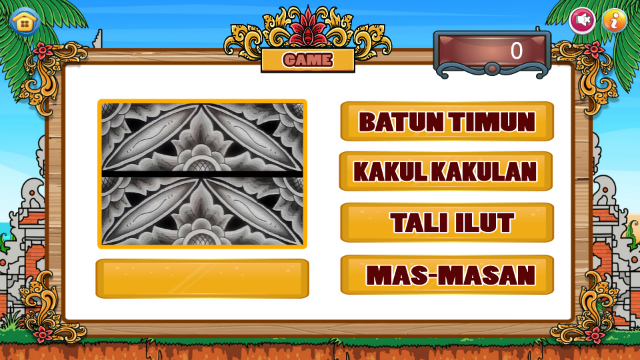 GAME
0
BATUN TIMUN
KAKUL KAKULAN
TALI ILUT
MAS-MASAN